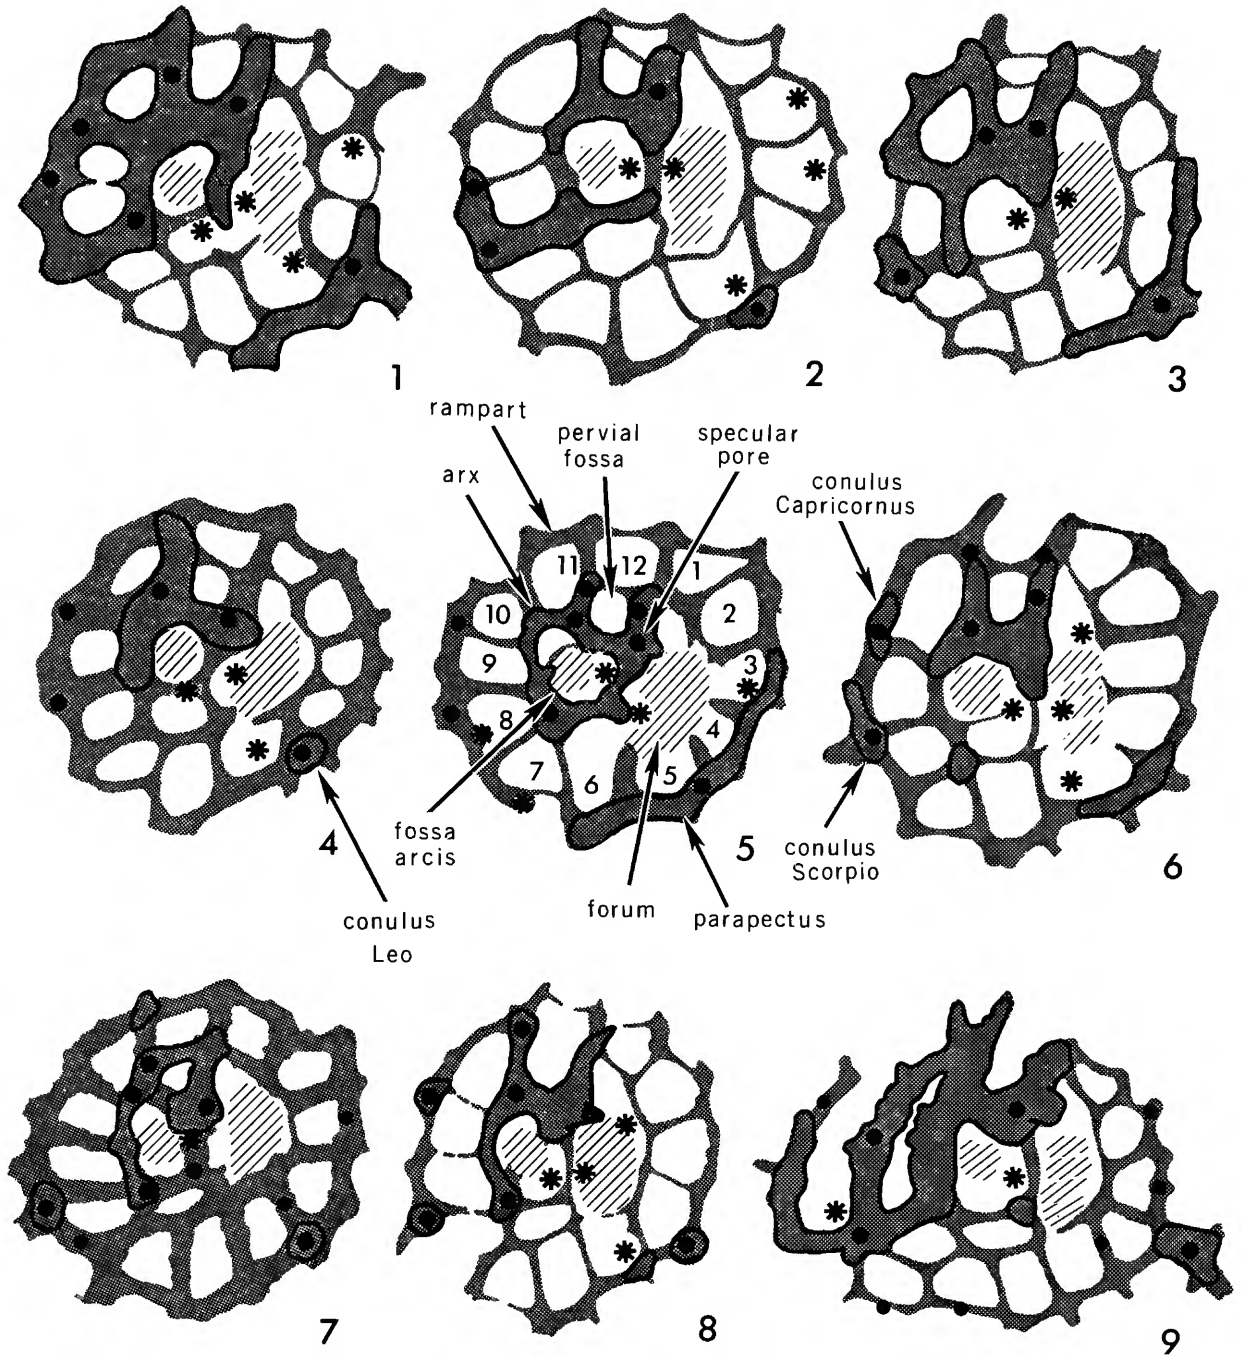 1
2
3
rampart
pervial
fossa
specular
pore
arx
conulus
Capricornus
11
12
1
10
2
9
3
8
4
7
6
5
4
fossa
arcis
5
conulus
Scorpio
6
conulus
Leo
forum
parapectus
7
8
9